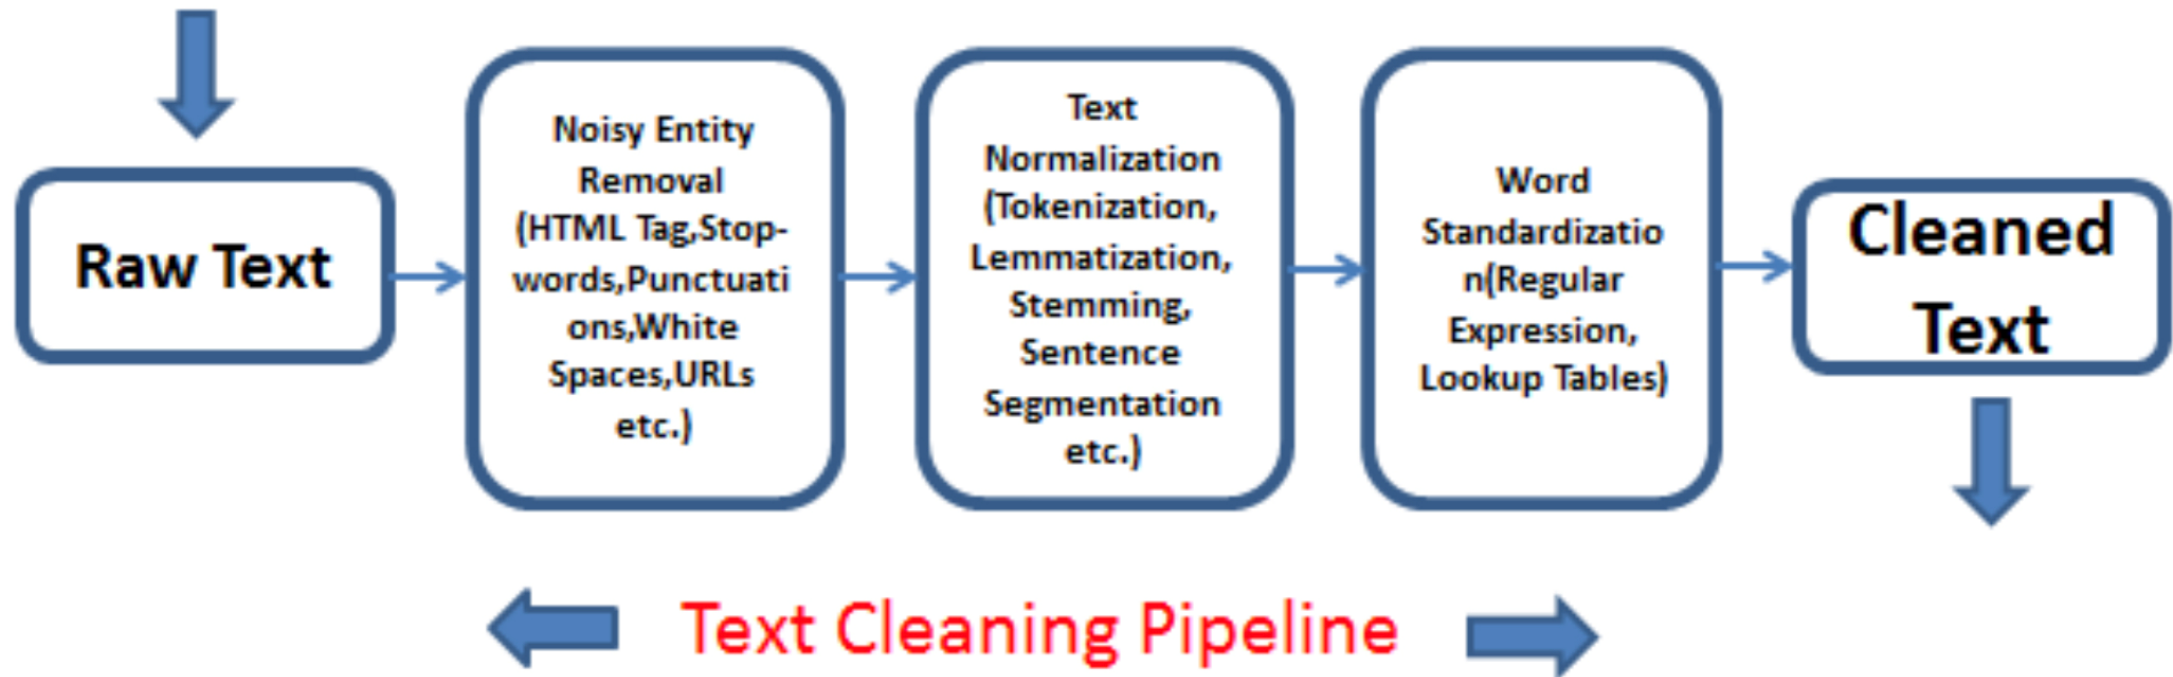 Raw Text
Noisy Entity
Removal
(HTML Tag,Stop-
words,Punctuati
ons,White
Spaces,URLs
etc.)
Text
Normalization
(Tokenization,
Lemmatization,
Stemming,
Sentence
Segmentation
etc.)
Word
Standardizatio
n(Regular
Expression,
Lookup Tables)
Cleaned
Text
Text Cleaning Pipeline